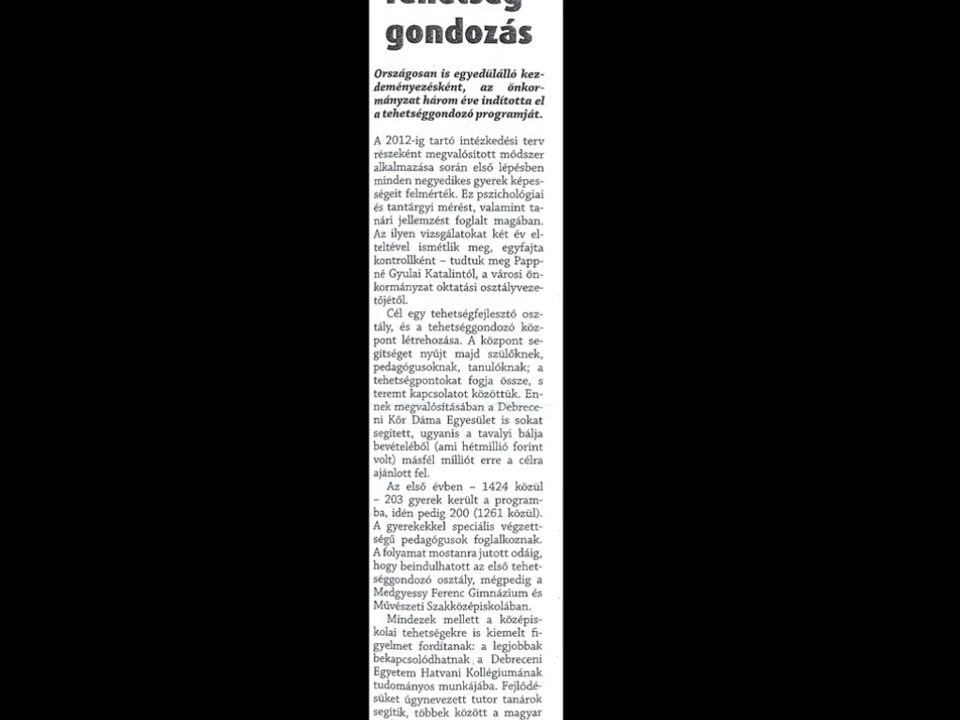 gondozás
Országosan is egyedülálló kez-
deményezésként, az önkor-
mányzat három éve indította el
a tehetséggondozó programját.
A 2012-ig tartó intézkedési terv
részeként megvalósított módszer
alkalmazása során első lépésben
minden negyedikes gyerek képes-
ségeit felmérték. Ez pszichológiai
és tantárgyi mérést, valamint ta-
nári jellemzést foglalt magában.
Az ilyen vizsgálatokat két év el-
teltével ismétlik meg, egyfajta
kontrollként – tudtuk meg Papp-
né Gyulai Katalintól, a városi ön-
kormányzat oktatási osztályveze-
tőjétől.
Cél egy tehetségfejlesztő osz-
tály, és a tehetséggondozó köz-
pont létrehozása. A központ se-
gítséget nyújt majd szülőknek,
pedagógusoknak, tanulóknak; a
tehetségpontokat fogja össze, s
teremt kapcsolatot közöttük. En-
nek megvalósításában a Debrece-
ni Kőr Dáma Egyesület is sokat
segített, ugyanis a tavalyi bálja
bevételéből (ami hétmillió forint
volt) másfél milliót erre a célra
ajánlott fel.
Az első évben – 1424 közül
– 203 gyerek került a program-
ba, idén pedig 200 (1261 közül).
A gyerekekkel speciális végzett-
ségű pedagógusok foglalkoznak.
A folyamat mostanra jutott odáig,
hogy beindulhatott az első tehet-
séggondozó osztály, mégpedig a
Medgyessy Ferenc Gimnázium és
Művészeti Szakközépiskolában.
Mindezek mellett a középis-
kolai tehetségekre is kiemelt fi-
gyelmet fordítanak: a legjobbak
bekapcsolódhatnak a Debreceni
Egyetem Hatvani Kollégiumának
tudományos munkájába. Fejlődé-
süket úgynevezett tutor tanárok
segítik, többek között a magyar